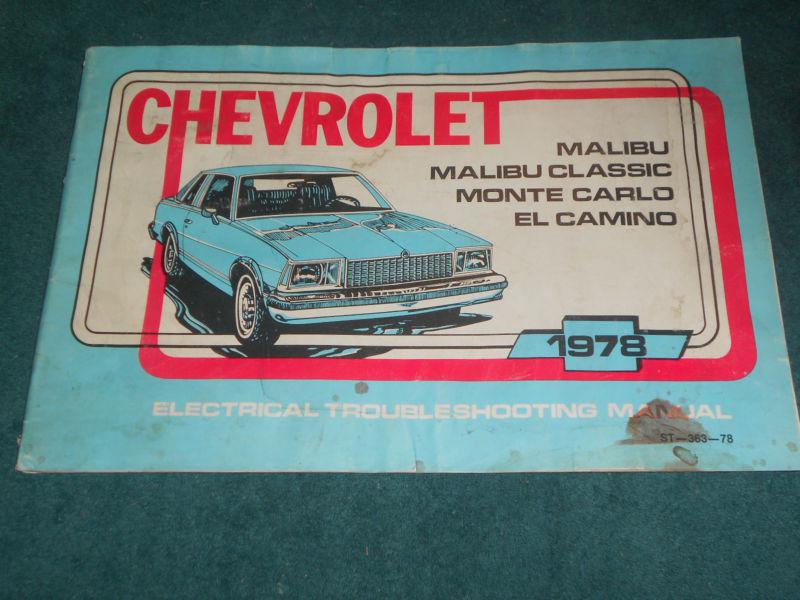 CHEVROLET
MALIBU
MALIBU CLASSIC
MONTE CARLO
EL CAMINO
1978
ELECTRICAL TROUBLESHOOTING MANUAL
ST-363-78